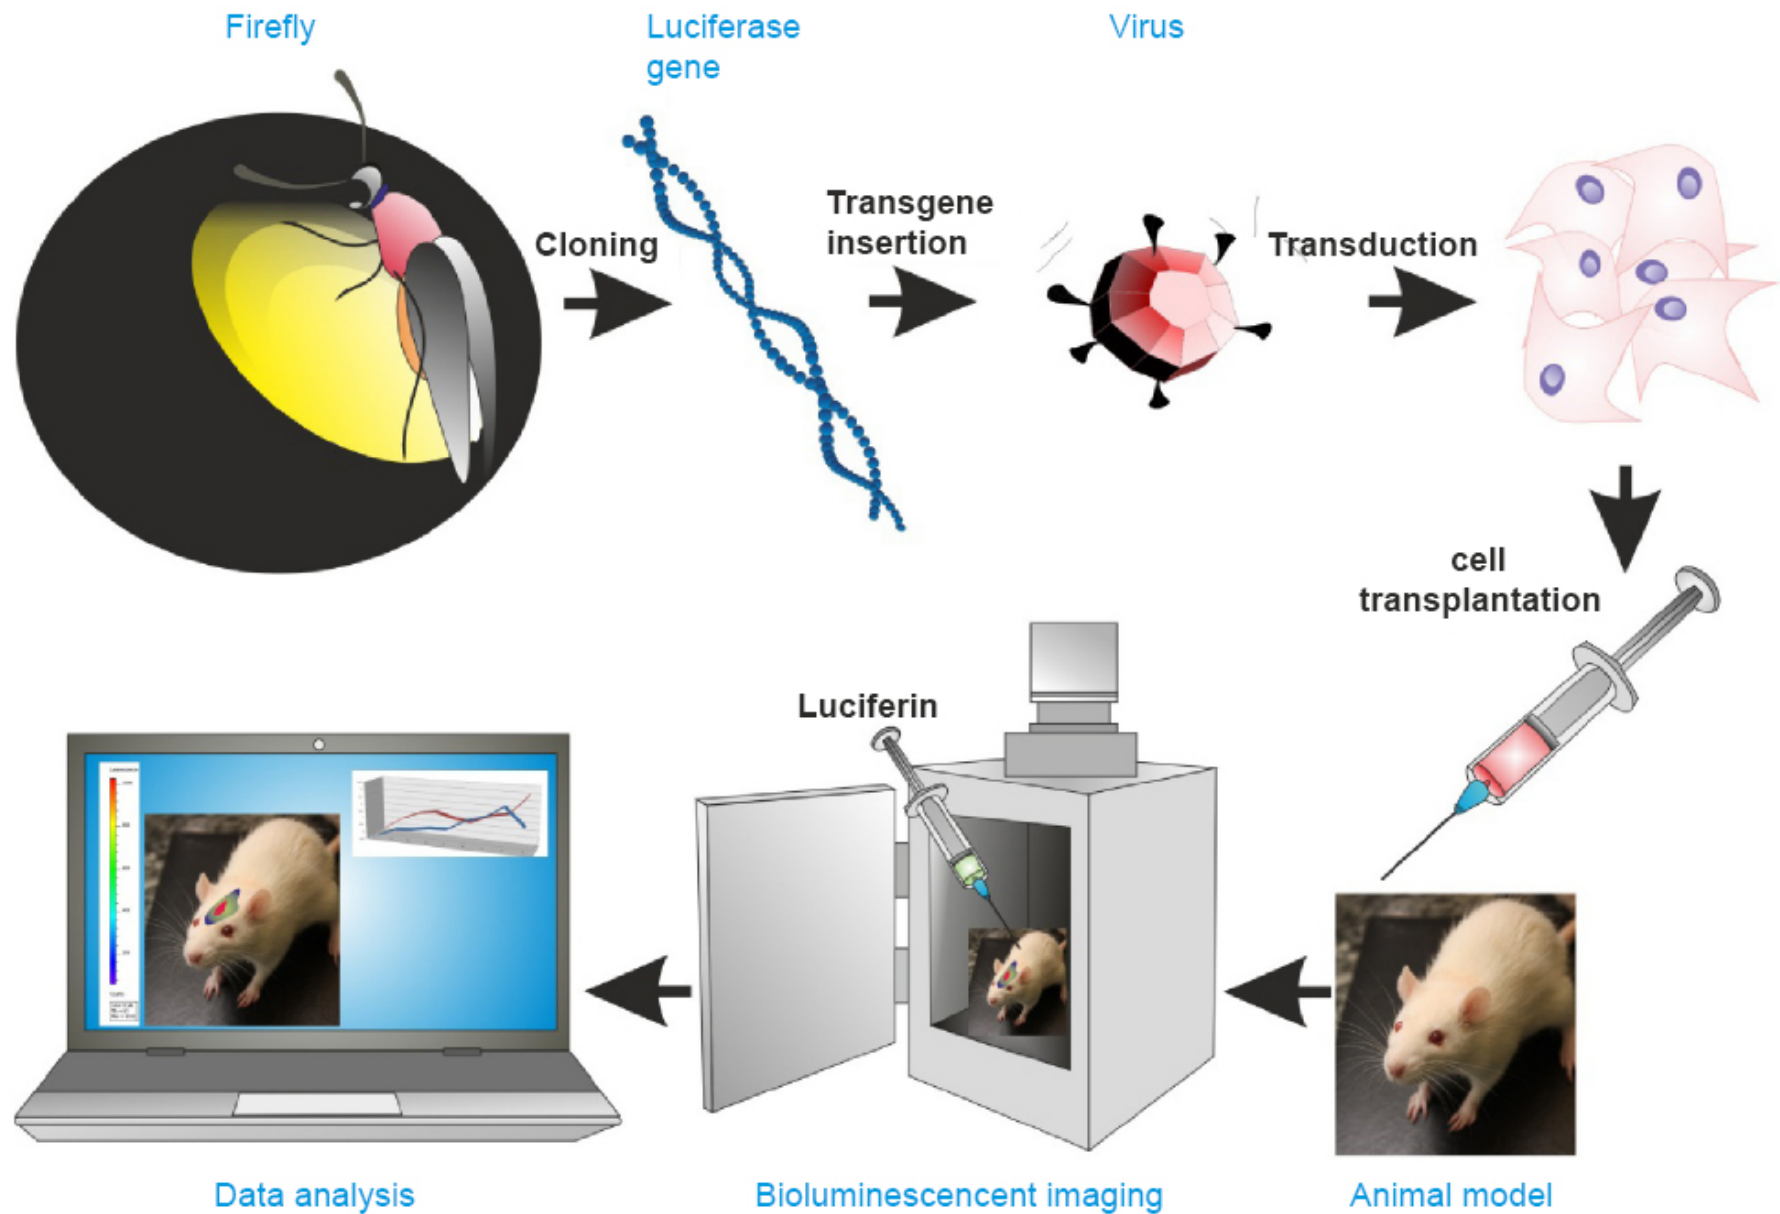 Firefly
Luciferase
gene
Virus
Cloning
Transgene
insertion
Transduction
cell
transplantation
Luciferin
Data analysis
Bioluminescencent imaging
Animal model